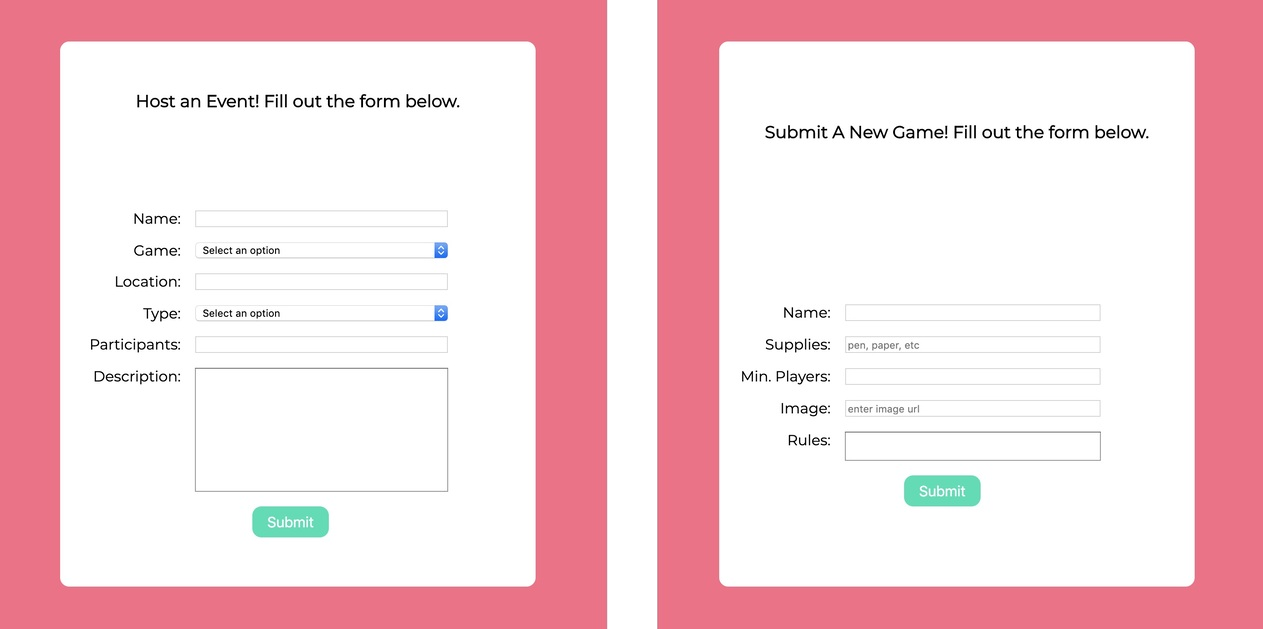 Host an Event! Fill out the form below.
Name:
Game: Select an option
Location:
Type: Select an option
Participants:
Description:
Submit
Submit A New Game! Fill out the form below.
Name:
Supplies: pen, paper, etc
Min. Players:
Image: enter image url
Rules:
Submit